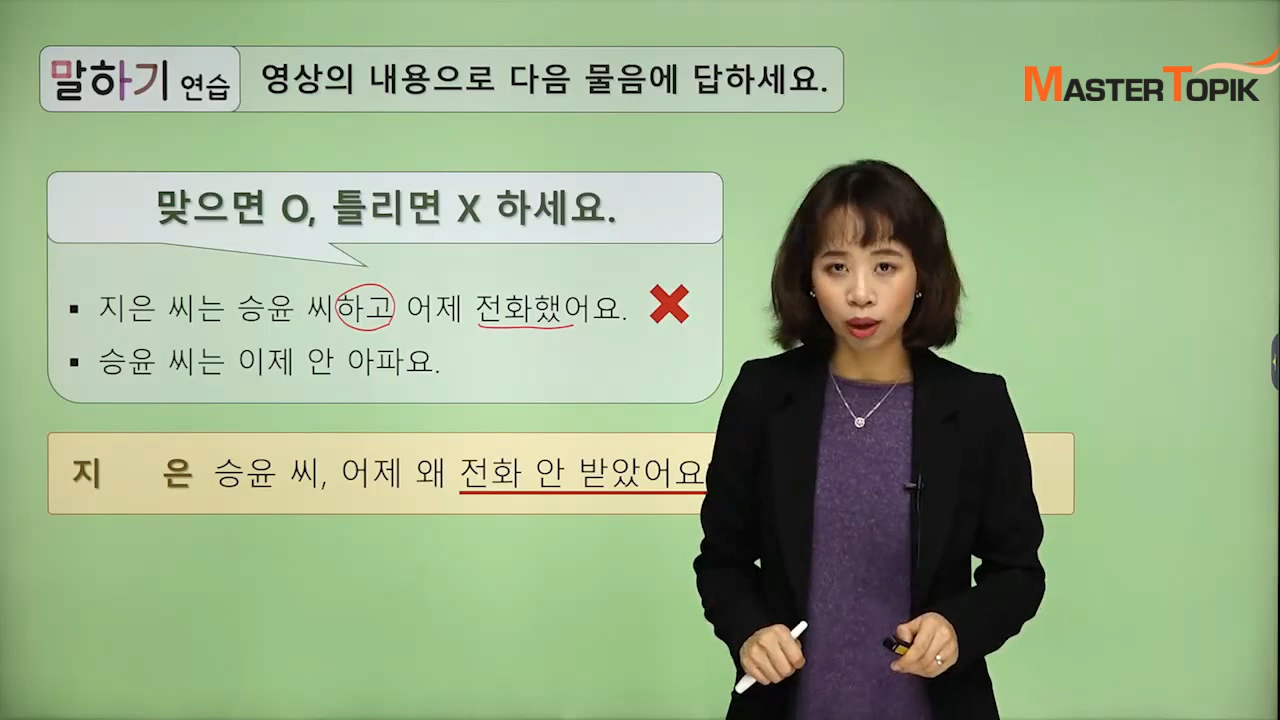 말하기 연습 영상의 내용으로 다음 물음에 답하세요.
MASTER TOPIK
맞으면 O, 틀리면 X 하세요.
▪ 지은 씨는 승윤 씨하고 어제 전화했어요. ❌
▪ 승윤 씨는 이제 안 아파요.
지 은 승윤 씨, 어제 왜 전화 안 받았어요